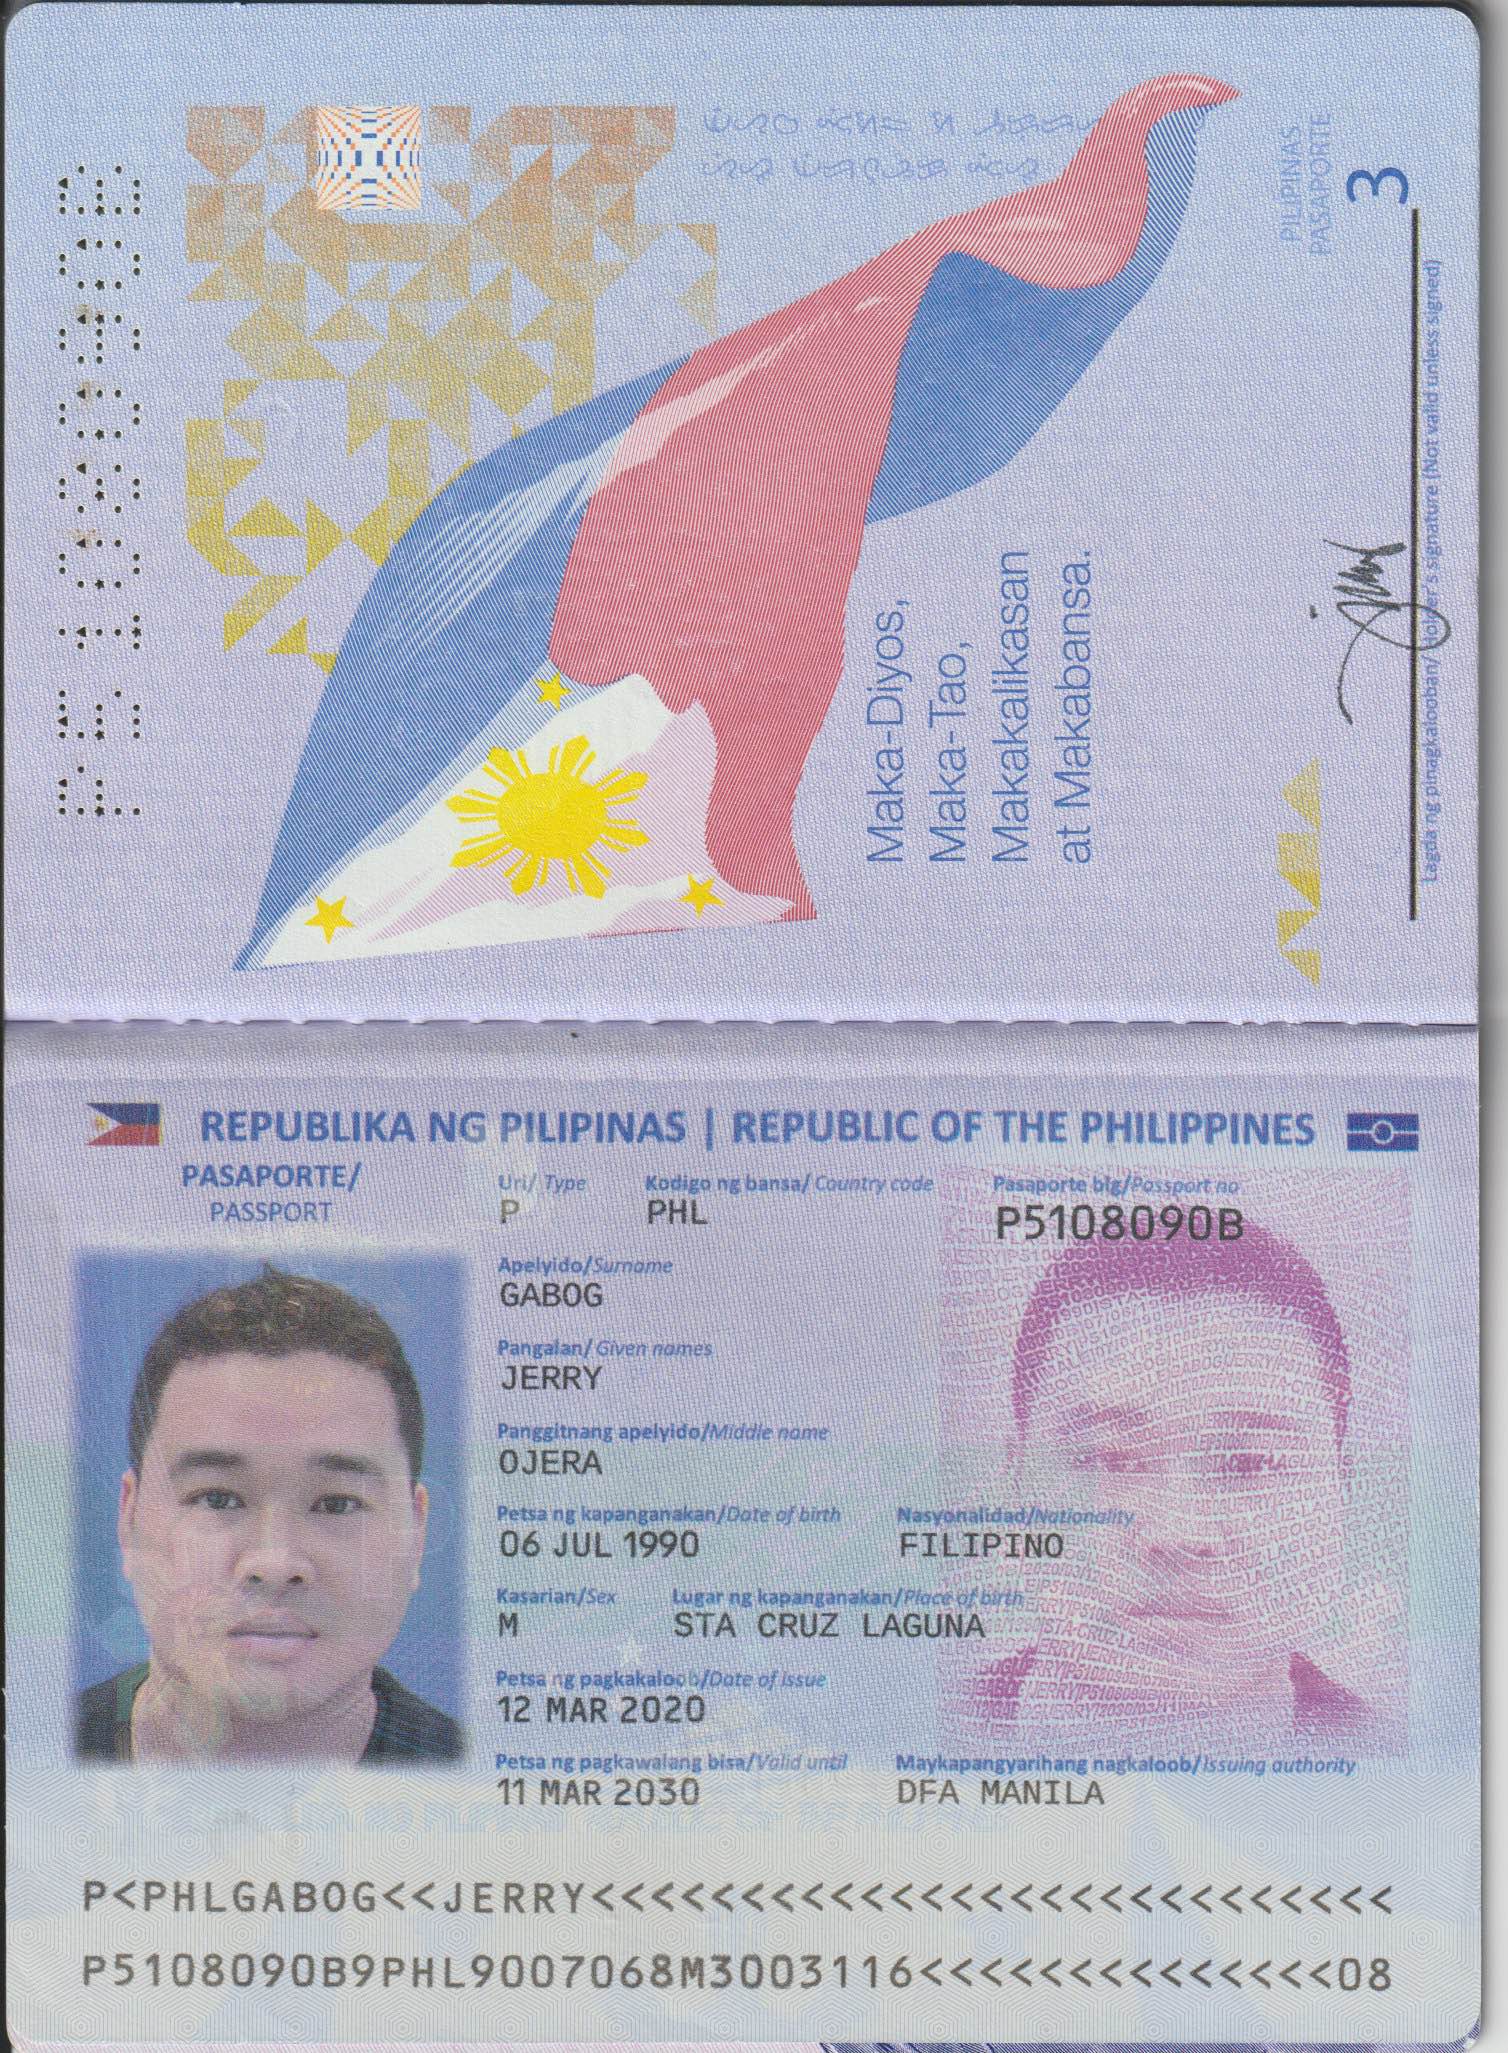 P5108090B
PILIPINAS
PASAPORTE
3
Maka-Diyos,
Maka-Tao,
Makakalikasan
at Makabansa.
Lagda ng pinagkalooban/ Holder's signature (Not valid unless signed)
REPUBLIKA NG PILIPINAS | REPUBLIC OF THE PHILIPPINES
PASAPORTE/
PASSPORT
Uri/ Type Kodigo ng bansa/ Country code Pasaporte blg/Passport no
P PHL P5108090B
Apelyido/Surname
GABOG
Pangalan/ Given names
JERRY
Panggitnang apelyido/Middle name
OJERA
Petsa ng kapanganakan/Date of birth Nasyonalidad/Nationality
06 JUL 1990 FILIPINO
Kasarian/Sex Lugar ng kapanganakan/Place of birth
M STA CRUZ LAGUNA
Petsa ng pagkakaloob/Date of issue
12 MAR 2020
Petsa ng pagkawalang bisa/Valid until Maykapangyarihang nagkaloob/Issuing authority
11 MAR 2030 DFA MANILA
P<PHLGABOG<<JERRY<<<<<<<<<<<<<<<<<<<<<<<<<<<
P5108090B9PHL9007068M3003116<<<<<<<<<<<<<<08